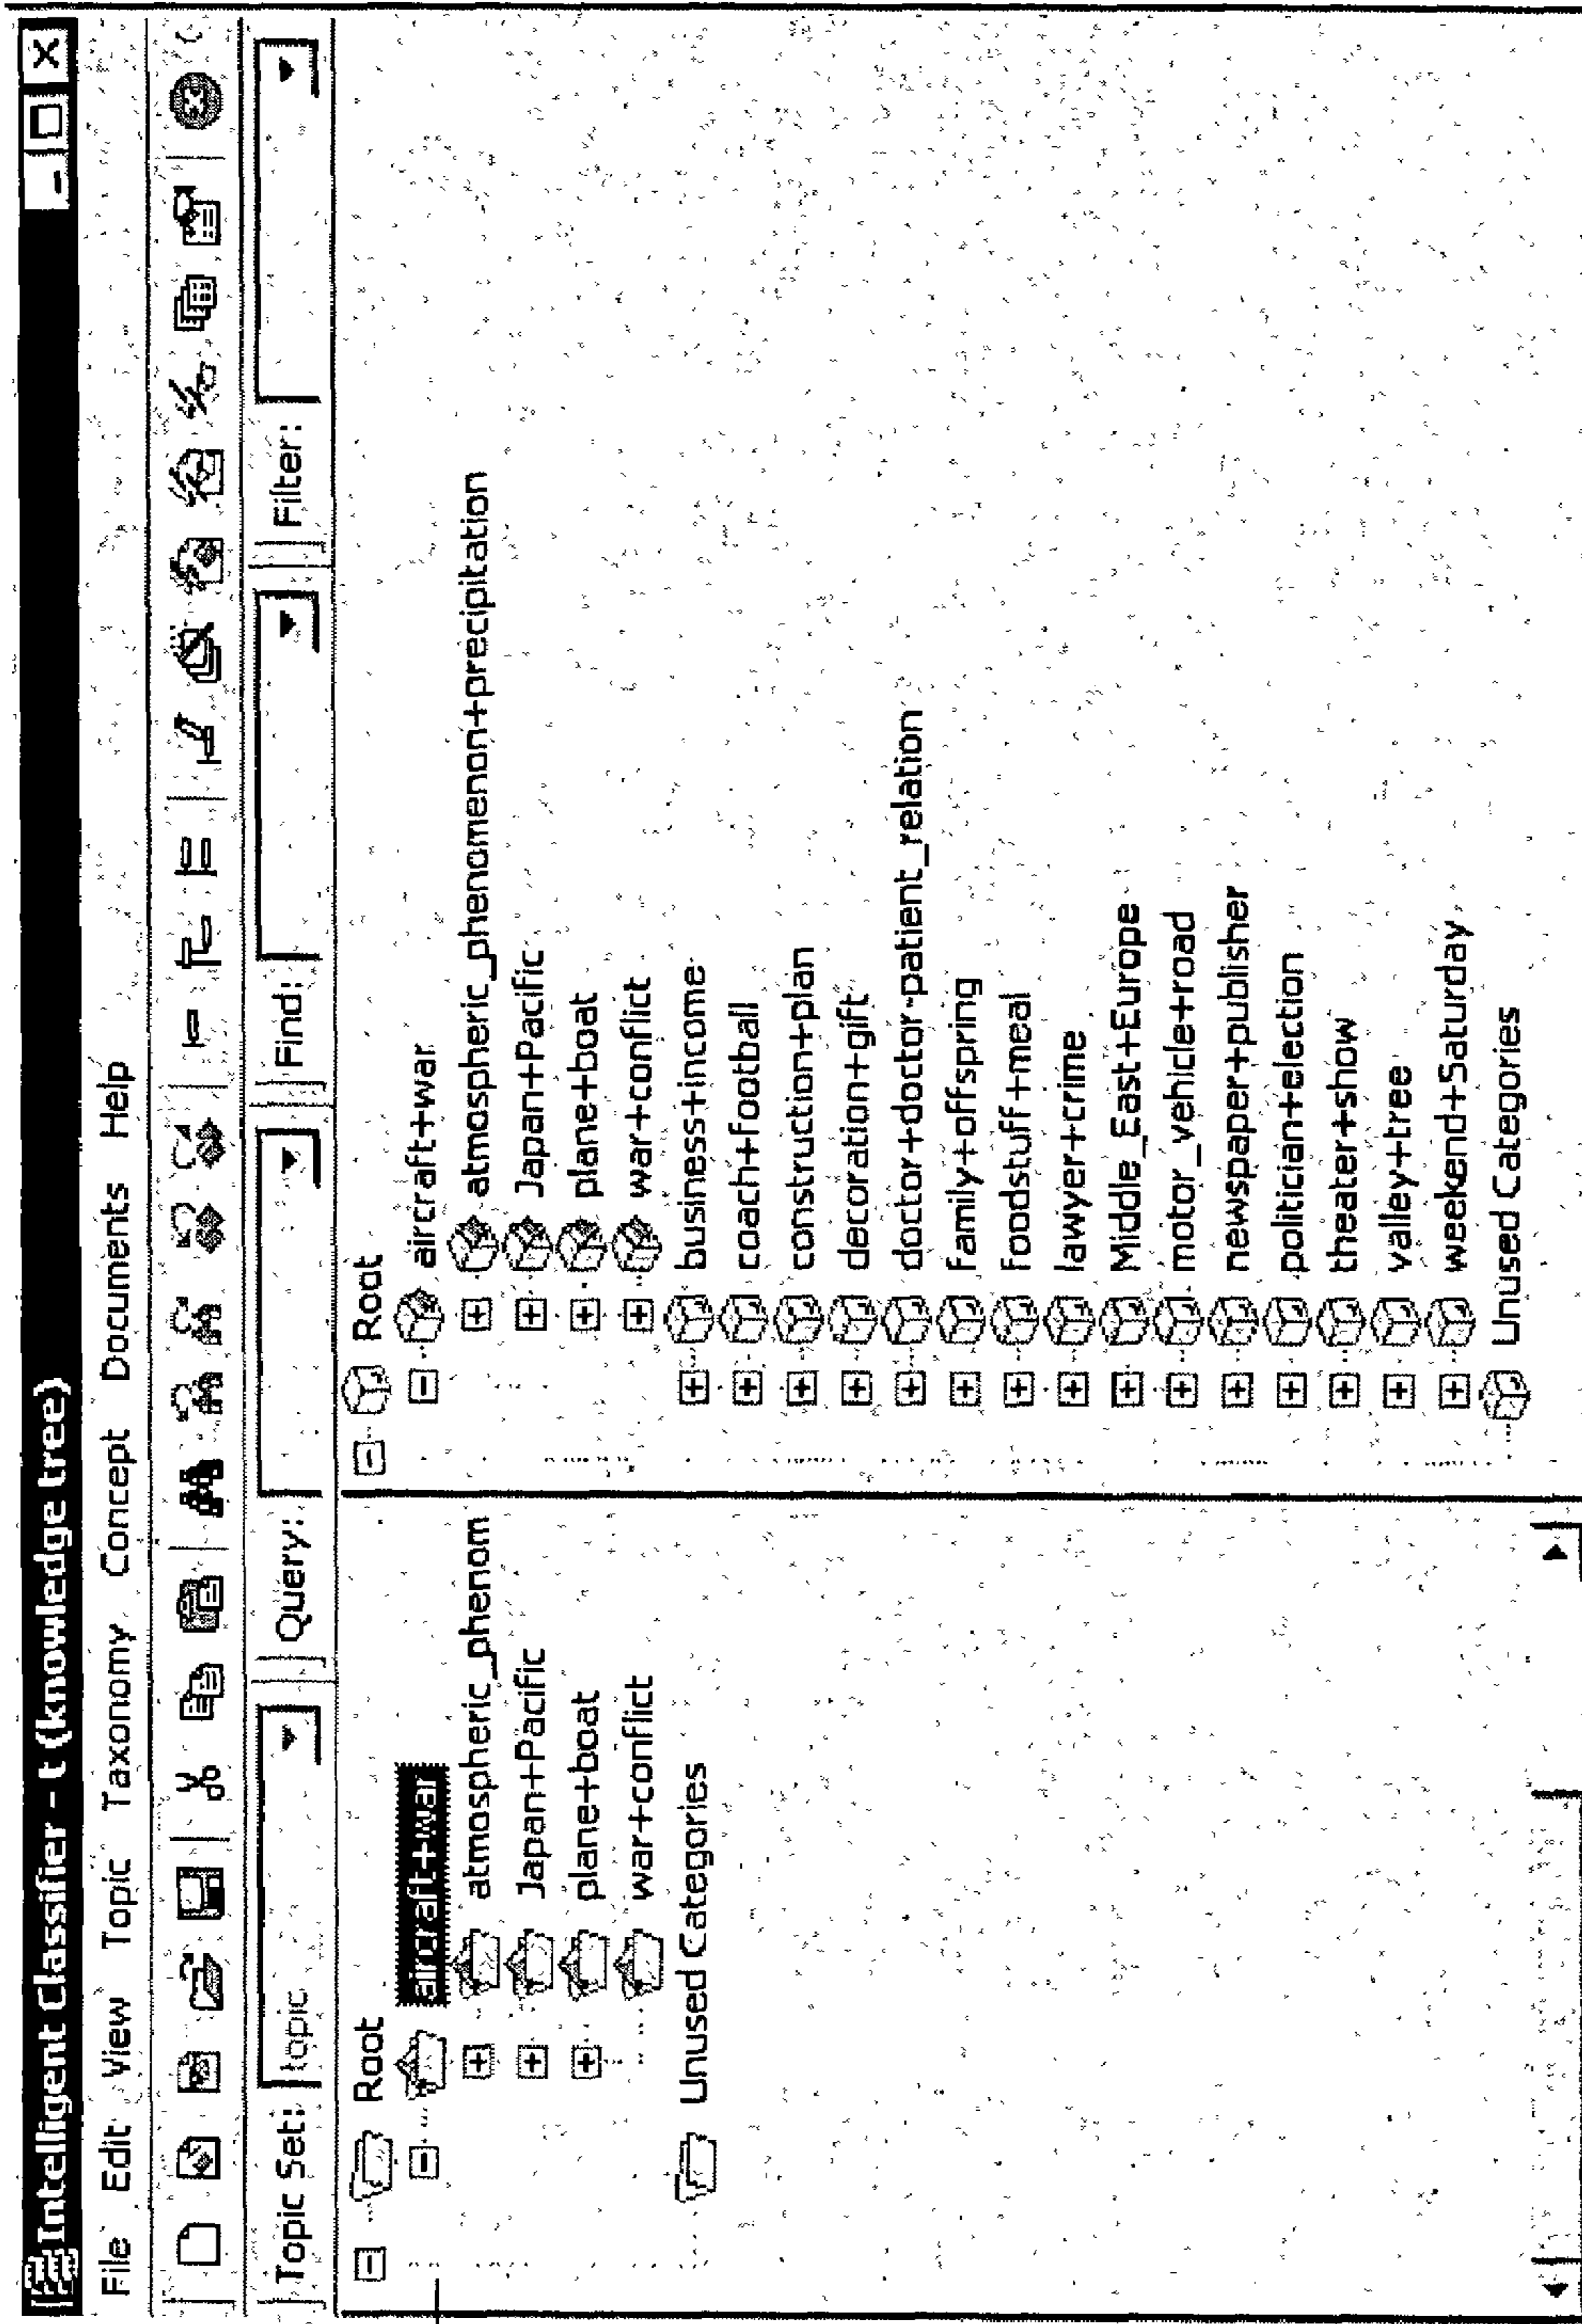 Intelligent Classifier - t (knowledge tree)
File Edit View Topic Taxonomy Concept Documents Help
Topic Set: topic Query: Find: Filter:
Root
aircraft+war
atmospheric_phenom
Japan+Pacific
plane+boat
war+conflict
Unused Categories
Root
aircraft+war
atmospheric_phenomenon+precipitation
Japan+Pacific
plane+boat
war+conflict
business+income
coach+football
construction+plan
decoration+gift
doctor+doctor-patient_relation
family+offspring
foodstuff+meal
lawyer+crime
Middle_East+Europe
motor_vehicle+road
newspaper+publisher
politician+election
theater+show
valley+tree
weekend+Saturday
Unused Categories